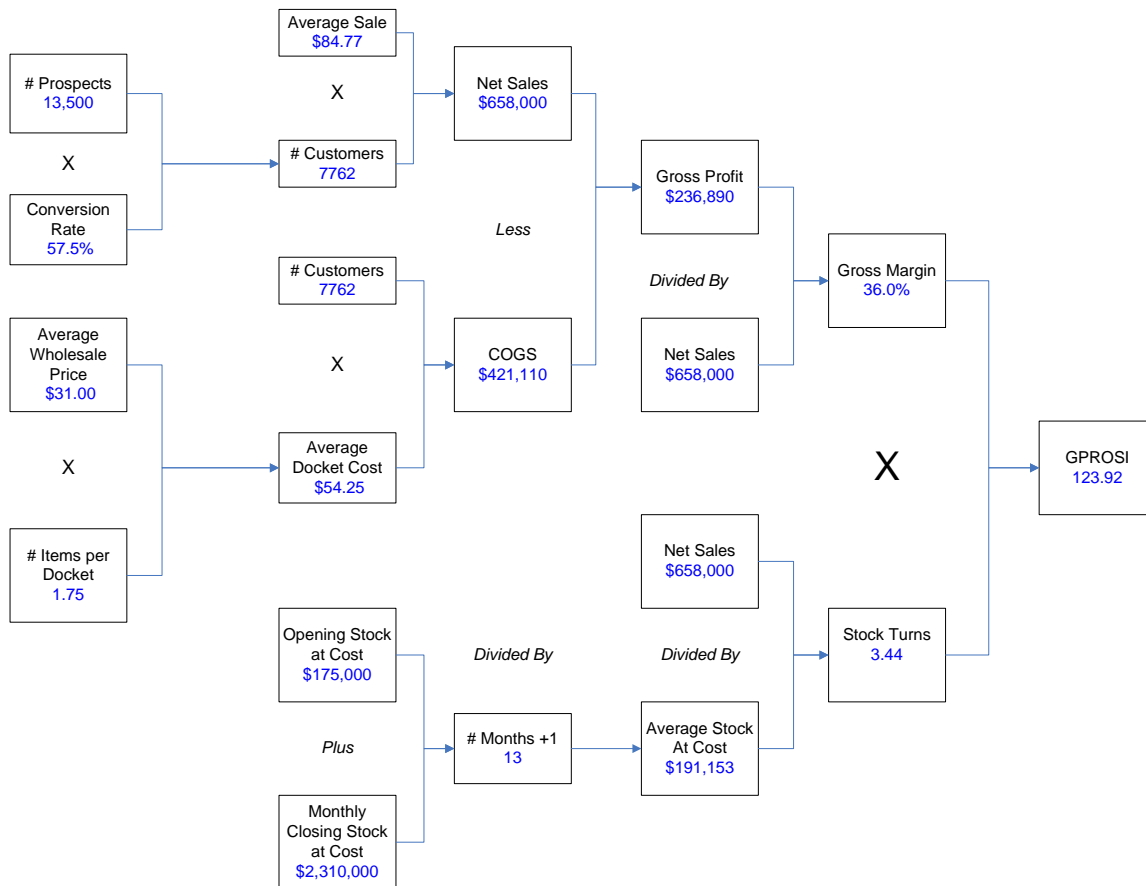 Average Sale
$84.77
# Prospects
13,500
X
Net Sales
$658,000
X
# Customers
7762
Gross Profit
$236,890
Conversion
Rate
57.5%
Less
# Customers
7762
Divided By
Gross Margin
36.0%
Average
Wholesale
Price
$31.00
X
COGS
$421,110
Net Sales
$658,000
X
Average
Docket Cost
$54.25
X
GPROSI
123.92
# Items per
Docket
1.75
Net Sales
$658,000
Opening Stock
at Cost
$175,000
Divided By
Divided By
Stock Turns
3.44
Plus
# Months +1
13
Average Stock
At Cost
$191,153
Monthly
Closing Stock
at Cost
$2,310,000